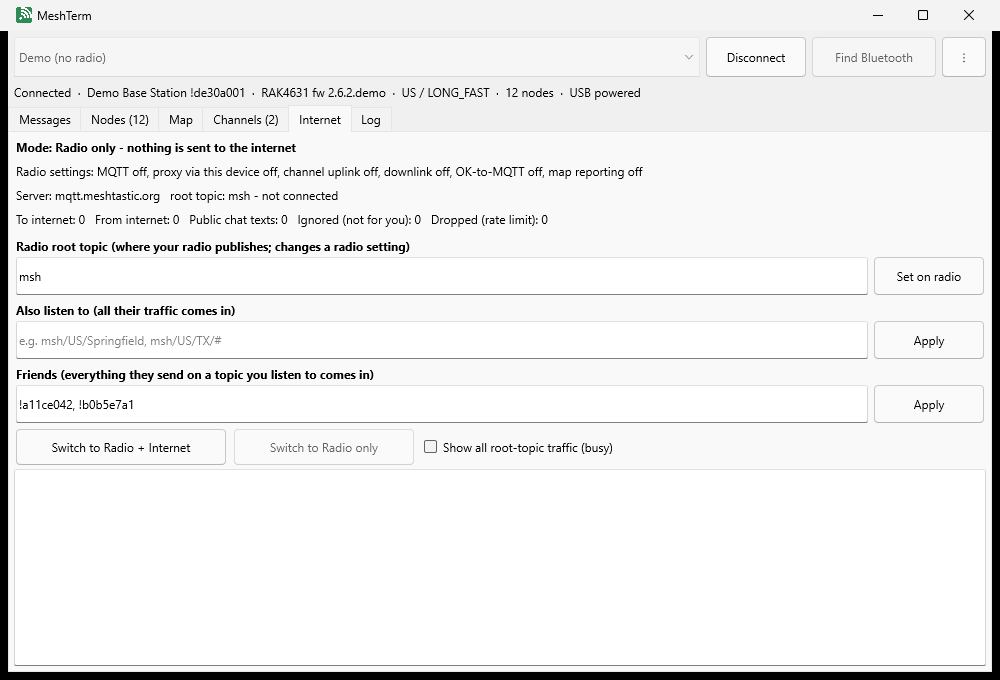 MeshTerm
Demo (no radio)
Disconnect
Find Bluetooth
Connected · Demo Base Station !de30a001 · RAK4631 fw 2.6.2.demo · US / LONG_FAST · 12 nodes · USB powered
Messages Nodes (12) Map Channels (2) Internet Log
Mode: Radio only - nothing is sent to the internet
Radio settings: MQTT off, proxy via this device off, channel uplink off, downlink off, OK-to-MQTT off, map reporting off
Server: mqtt.meshtastic.org root topic: msh - not connected
To internet: 0 From internet: 0 Public chat texts: 0 Ignored (not for you): 0 Dropped (rate limit): 0
Radio root topic (where your radio publishes; changes a radio setting)
msh
Set on radio
Also listen to (all their traffic comes in)
e.g. msh/US/Springfield, msh/US/TX/#
Apply
Friends (everything they send on a topic you listen to comes in)
!a11ce042, !b0b5e7a1
Apply
Switch to Radio + Internet
Switch to Radio only
Show all root-topic traffic (busy)